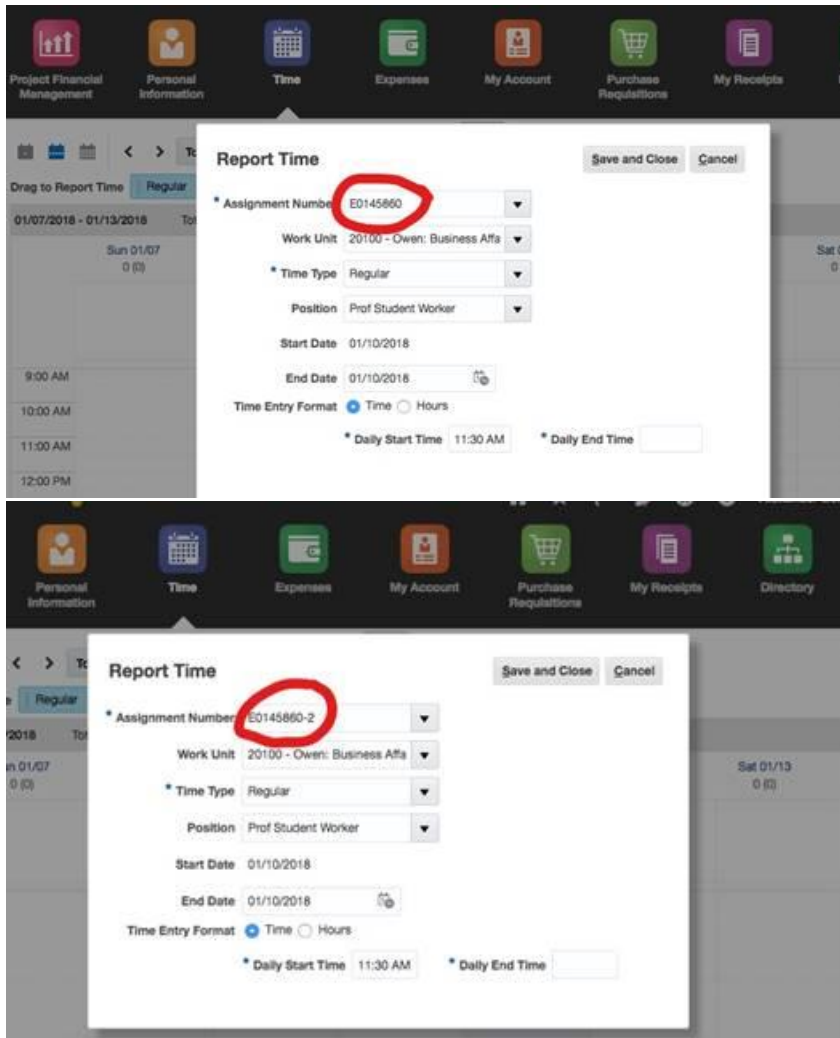 Project Financial Management Personal Information Time Expenses My Account Purchase Requisitions My Receipts
Report Time Save and Close Cancel
Drag to Report Time Regular
* Assignment Number E0145860
01/07/2018 - 01/13/2018
Work Unit 20100 - Owen: Business Affa
Sun 01/07
0 (0)
* Time Type Regular
Position Prof Student Worker
Start Date 01/10/2018
9:00 AM
End Date 01/10/2018
10:00 AM
Time Entry Format Time Hours
11:00 AM
* Daily Start Time 11:30 AM * Daily End Time
12:00 PM
Personal Information Time Expenses My Account Purchase Requisitions My Receipts Directory
Report Time Save and Close Cancel
Regular
* Assignment Number E0145860-2
2018
Work Unit 20100 - Owen: Business Affa
01/07
0 (0)
Sat 01/13
0 (0)
* Time Type Regular
Position Prof Student Worker
Start Date 01/10/2018
End Date 01/10/2018
Time Entry Format Time Hours
* Daily Start Time 11:30 AM * Daily End Time